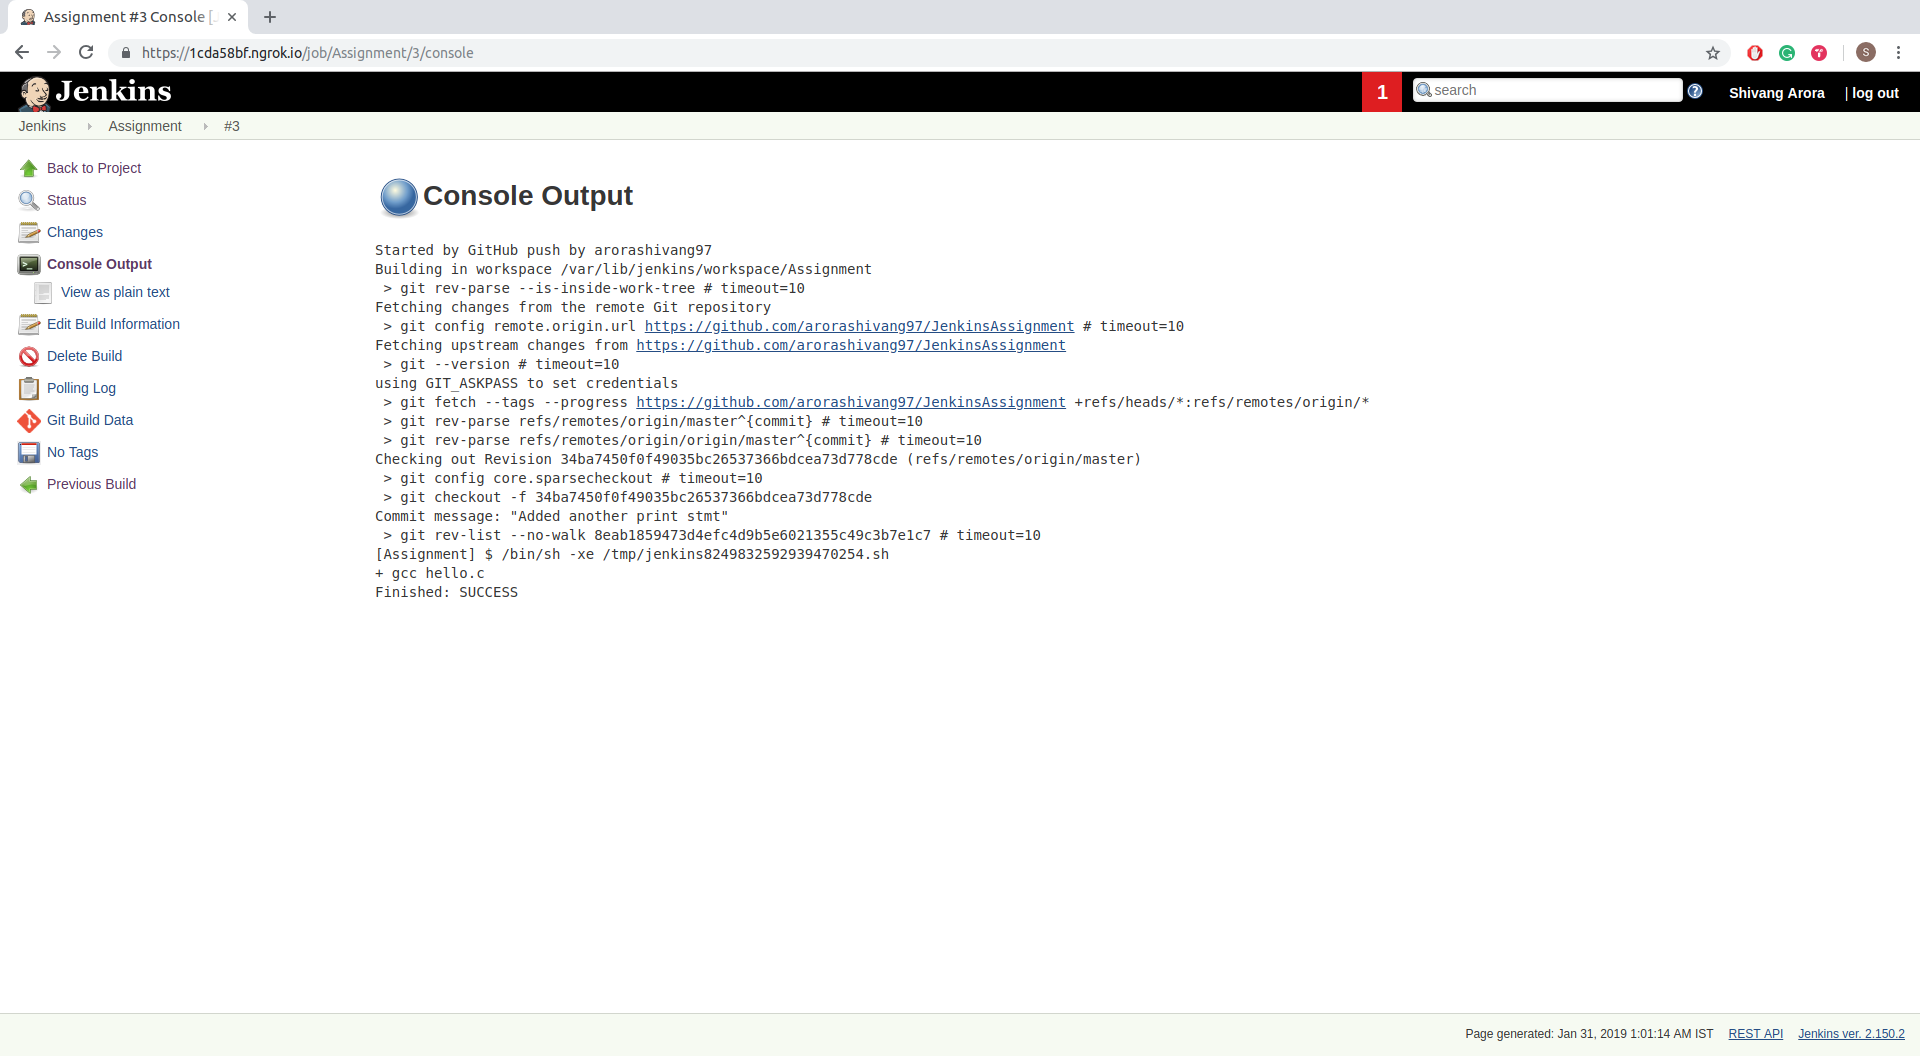 Assignment #3 Console [
https://1cda58bf.ngrok.io/job/Assignment/3/console
S
Jenkins
1
search
?
Shivang Arora
| log out
Jenkins
Assignment
#3
Back to Project
Status
Changes
Console Output
View as plain text
Edit Build Information
Delete Build
Polling Log
Git Build Data
No Tags
Previous Build
Console Output
Started by GitHub push by arorashivang97
Building in workspace /var/lib/jenkins/workspace/Assignment
> git rev-parse --is-inside-work-tree # timeout=10
Fetching changes from the remote Git repository
> git config remote.origin.url https://github.com/arorashivang97/JenkinsAssignment # timeout=10
Fetching upstream changes from https://github.com/arorashivang97/JenkinsAssignment
> git --version # timeout=10
using GIT_ASKPASS to set credentials
> git fetch --tags --progress https://github.com/arorashivang97/JenkinsAssignment +refs/heads/*:refs/remotes/origin/*
> git rev-parse refs/remotes/origin/master^{commit} # timeout=10
> git rev-parse refs/remotes/origin/origin/master^{commit} # timeout=10
Checking out Revision 34ba7450f0f49035bc26537366bdcea73d778cde (refs/remotes/origin/master)
> git config core.sparsecheckout # timeout=10
> git checkout -f 34ba7450f0f49035bc26537366bdcea73d778cde
Commit message: "Added another print stmt"
> git rev-list --no-walk 8eab1859473d4efc4d9b5e6021355c49c3b7e1c7 # timeout=10
[Assignment] $ /bin/sh -xe /tmp/jenkins8249832592939470254.sh
+ gcc hello.c
Finished: SUCCESS
Page generated: Jan 31, 2019 1:01:14 AM IST
REST API
Jenkins ver. 2.150.2